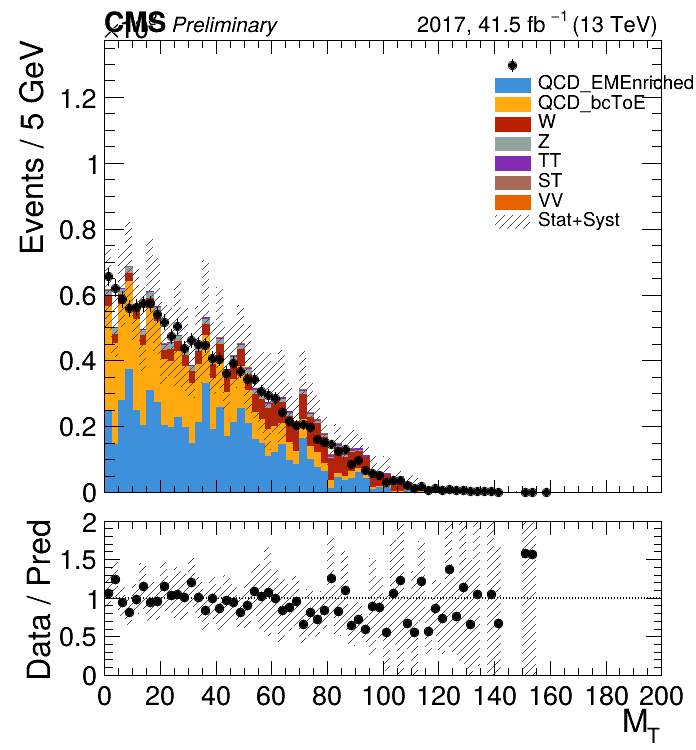 CMS Preliminary 2017, 41.5 fb⁻¹ (13 TeV)
Events / 5 GeV
1.2
1
0.8
0.6
0.4
0.2
0
QCD_EMEnriched
QCD_bcToE
W
Z
TT
ST
VV
Stat+Syst
Data / Pred
2
1.5
1
0.5
0
0 20 40 60 80 100 120 140 160 180 200
M_T